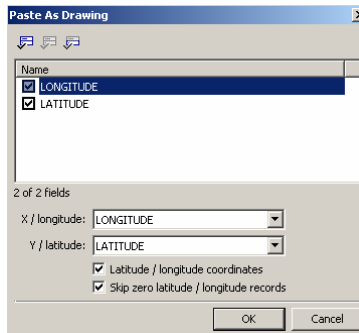 Paste As Drawing
Name
LONGITUDE
LATITUDE
2 of 2 fields
X / longitude: LONGITUDE
Y / latitude: LATITUDE
Latitude / longitude coordinates
Skip zero latitude / longitude records
OK Cancel